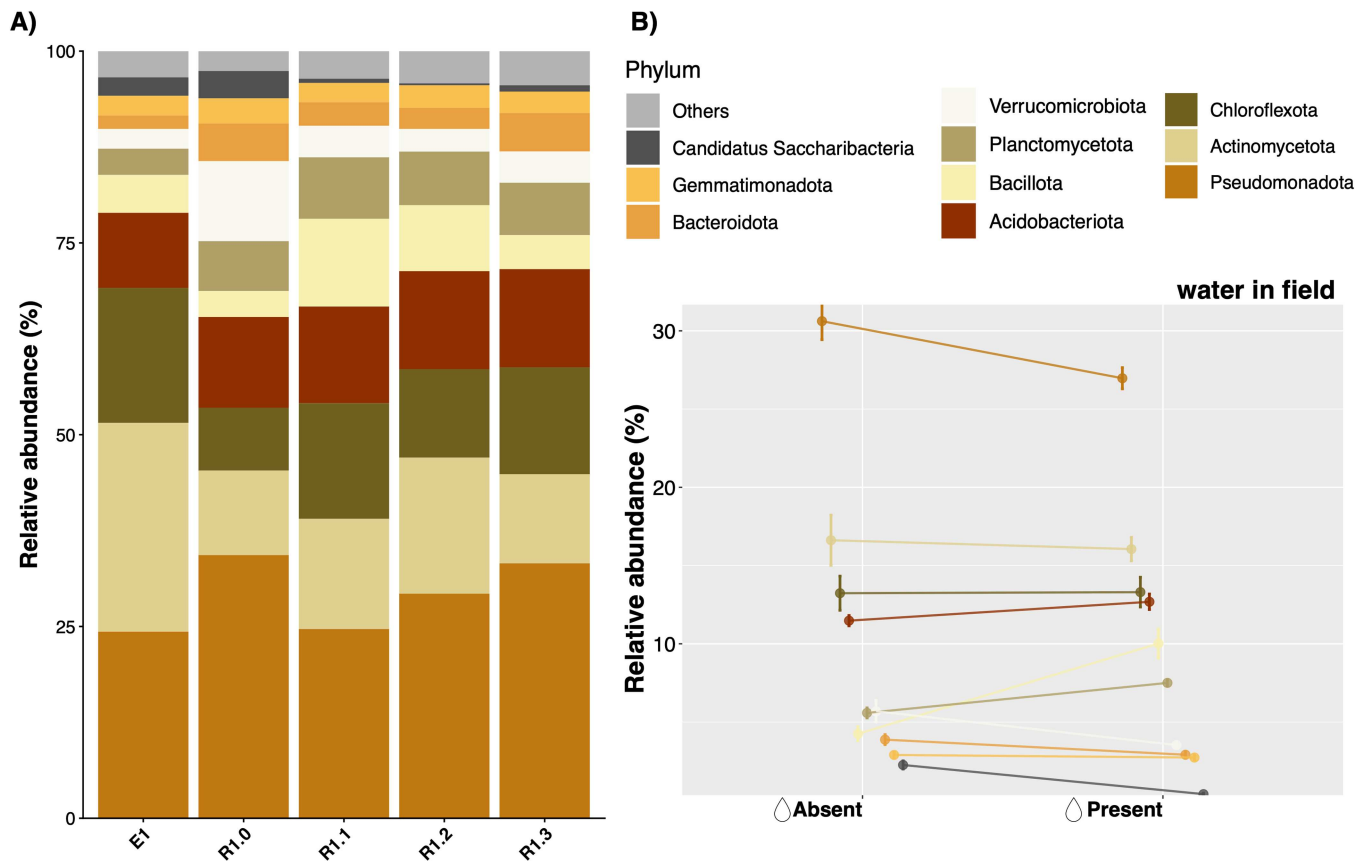 A)
Relative abundance (%)
100
75
50
25
0
E1
R1.0
R1.1
R1.2
R1.3
B)
Phylum
Others
Candidatus Saccharibacteria
Gemmatimonadota
Bacteroidota
Verrucomicrobiota
Planctomycetota
Bacillota
Acidobacteriota
Chloroflexota
Actinomycetota
Pseudomonadota
water in field
Relative abundance (%)
30
20
10
Absent
Present